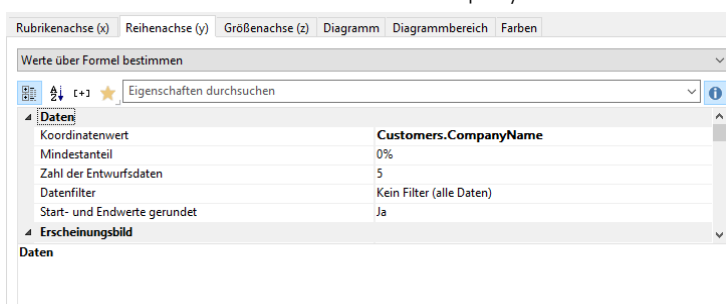 Rubrikenachse (x) Reihenachse (y) Größenachse (z) Diagramm Diagrammbereich Farben
Werte über Formel bestimmen
Eigenschaften durchsuchen
Daten
Koordinatenwert Customers.CompanyName
Mindestanteil 0%
Zahl der Entwurfsdaten 5
Datenfilter Kein Filter (alle Daten)
Start- und Endwerte gerundet Ja
Erscheinungsbild
Daten